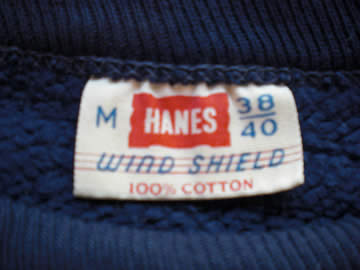 M HANES 38/40
WIND SHIELD
100% COTTON